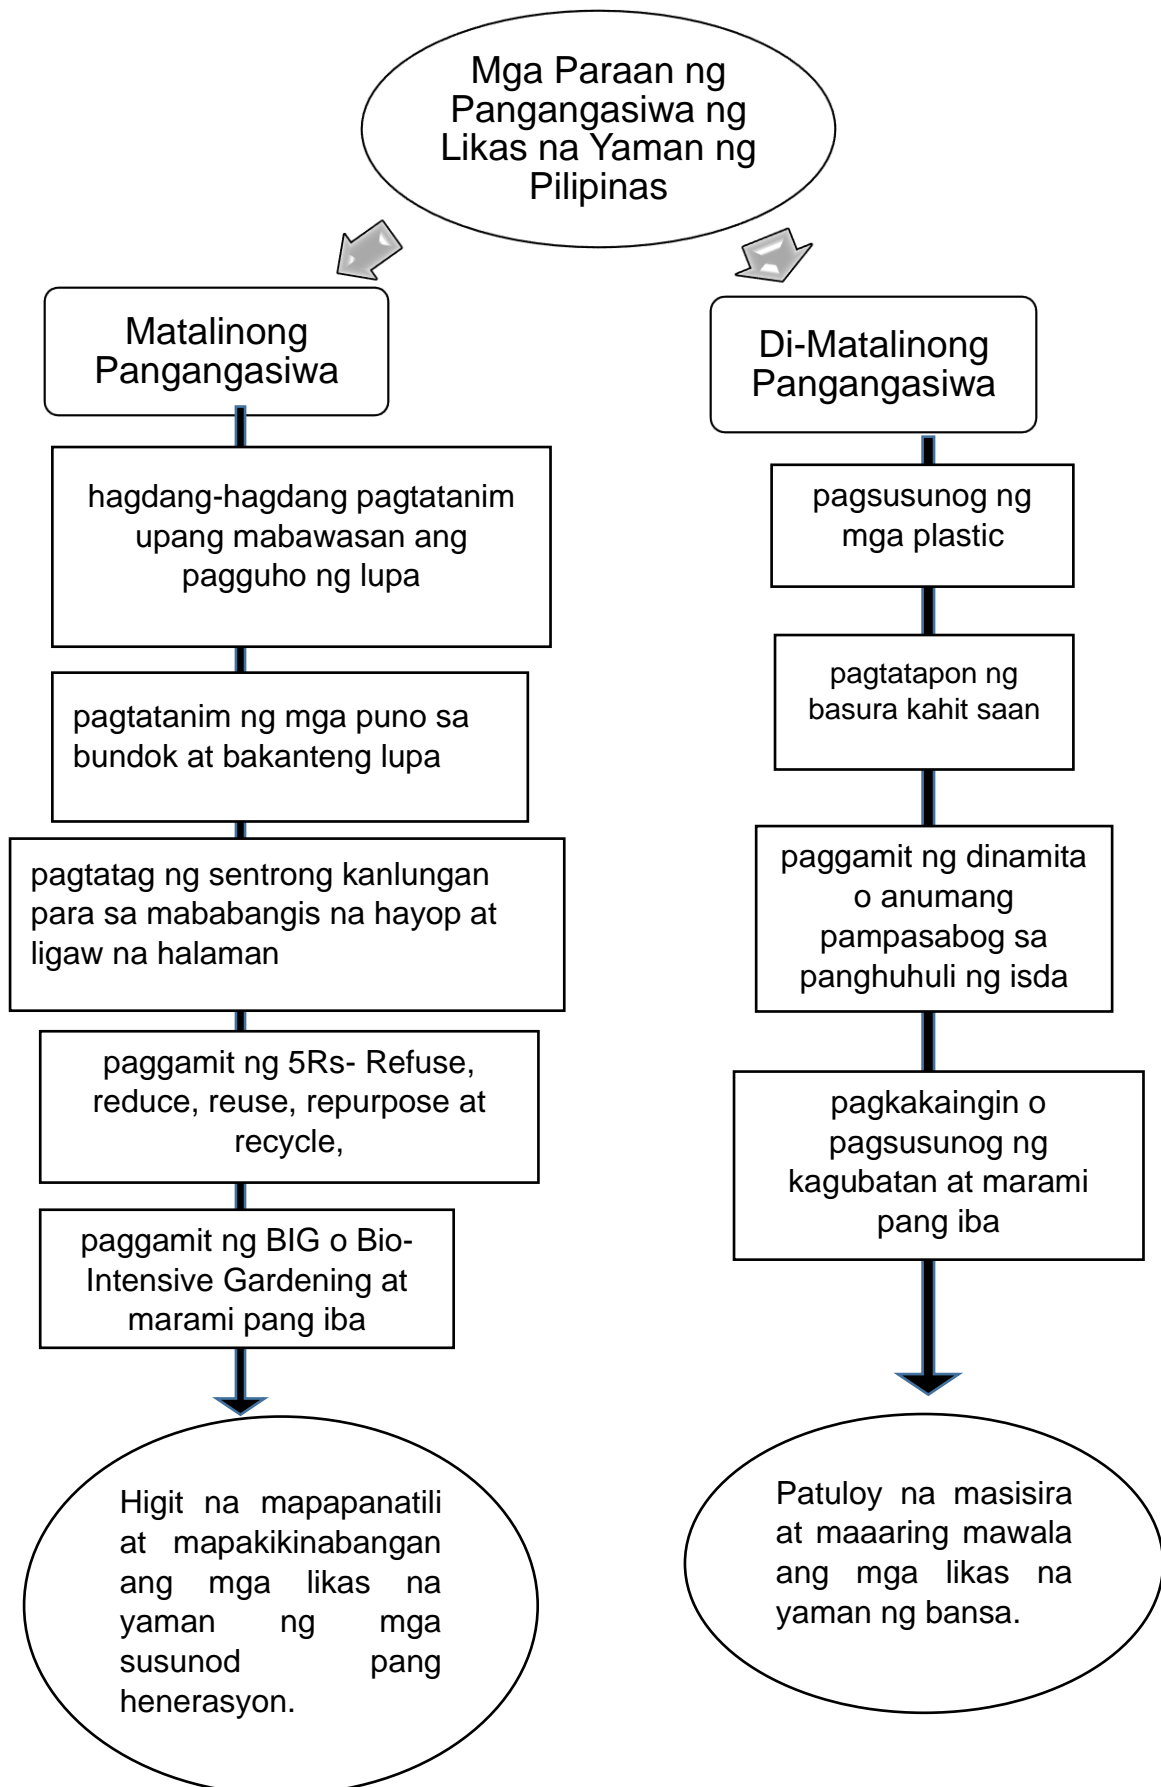 Mga Paraan ng
Pangangasiwa ng
Likas na Yaman ng
Pilipinas
Matalinong
Pangangasiwa
hagdang-hagdang pagtatanim
upang mabawasan ang
pagguho ng lupa
pagtatanim ng mga puno sa
bundok at bakanteng lupa
pagtatag ng sentrong kanlungan
para sa mababangis na hayop at
ligaw na halaman
paggamit ng 5Rs- Refuse,
reduce, reuse, repurpose at
recycle,
paggamit ng BIG o Bio-
Intensive Gardening at
marami pang iba
Higit na mapapanatili
at mapakikinabangan
ang mga likas na
yaman ng mga
susunod pang
henerasyon.
Di-Matalinong
Pangangasiwa
pagsusunog ng
mga plastic
pagtatapon ng
basura kahit saan
paggamit ng dinamita
o anumang
pampasabog sa
panghuhuli ng isda
pagkakaingin o
pagsusunog ng
kagubatan at marami
pang iba
Patuloy na masisira
at maaaring mawala
ang mga likas na
yaman ng bansa.